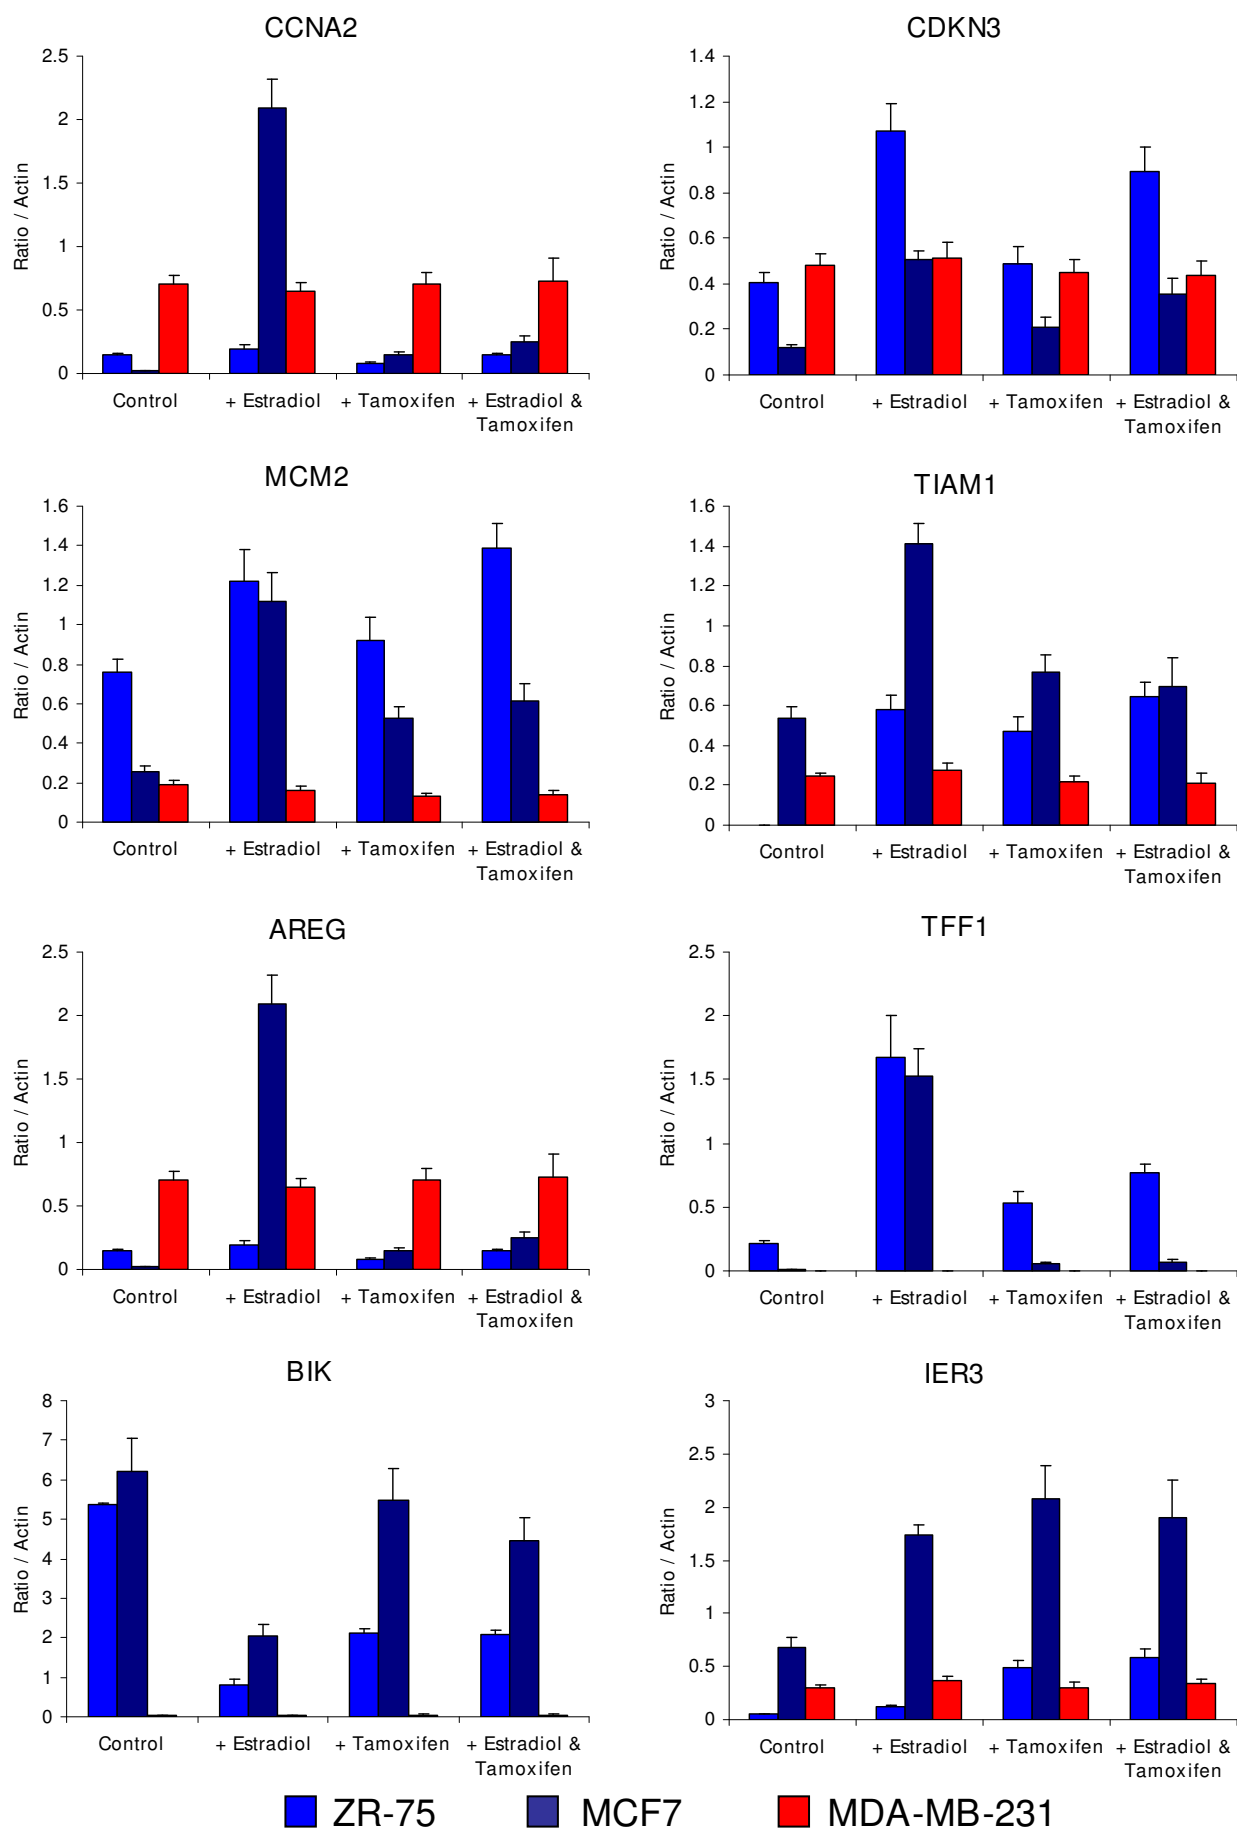 CCNA2
2.5
2
1.5
1
0.5
0
Ratio / Actin
Control
+ Estradiol
+ Tamoxifen
+ Estradiol &
Tamoxifen
CDKN3
1.4
1.2
1
0.8
0.6
0.4
0.2
0
Ratio / Actin
Control
+ Estradiol
+ Tamoxifen
+ Estradiol &
Tamoxifen
MCM2
1.6
1.4
1.2
1
0.8
0.6
0.4
0.2
0
Ratio / Actin
Control
+ Estradiol
+ Tamoxifen
+ Estradiol &
Tamoxifen
TIAM1
1.6
1.4
1.2
1
0.8
0.6
0.4
0.2
0
Ratio / Actin
Control
+ Estradiol
+ Tamoxifen
+ Estradiol &
Tamoxifen
AREG
2.5
2
1.5
1
0.5
0
Ratio / Actin
Control
+ Estradiol
+ Tamoxifen
+ Estradiol &
Tamoxifen
TFF1
2.5
2
1.5
1
0.5
0
Ratio / Actin
Control
+ Estradiol
+ Tamoxifen
+ Estradiol &
Tamoxifen
BIK
8
7
6
5
4
3
2
1
0
Ratio / Actin
Control
+ Estradiol
+ Tamoxifen
+ Estradiol &
Tamoxifen
IER3
3
2.5
2
1.5
1
0.5
0
Ratio / Actin
Control
+ Estradiol
+ Tamoxifen
+ Estradiol &
Tamoxifen
ZR-75
MCF7
MDA-MB-231